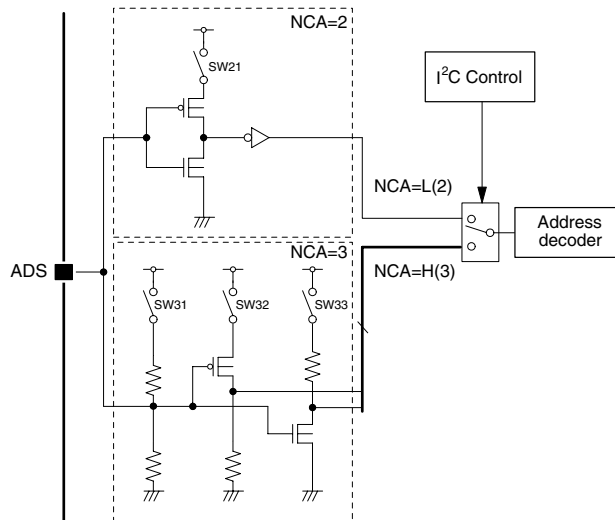 NCA=2
SW21
I²C Control
NCA=L(2)
Address
decoder
ADS
NCA=3
NCA=H(3)
SW31
SW32
SW33